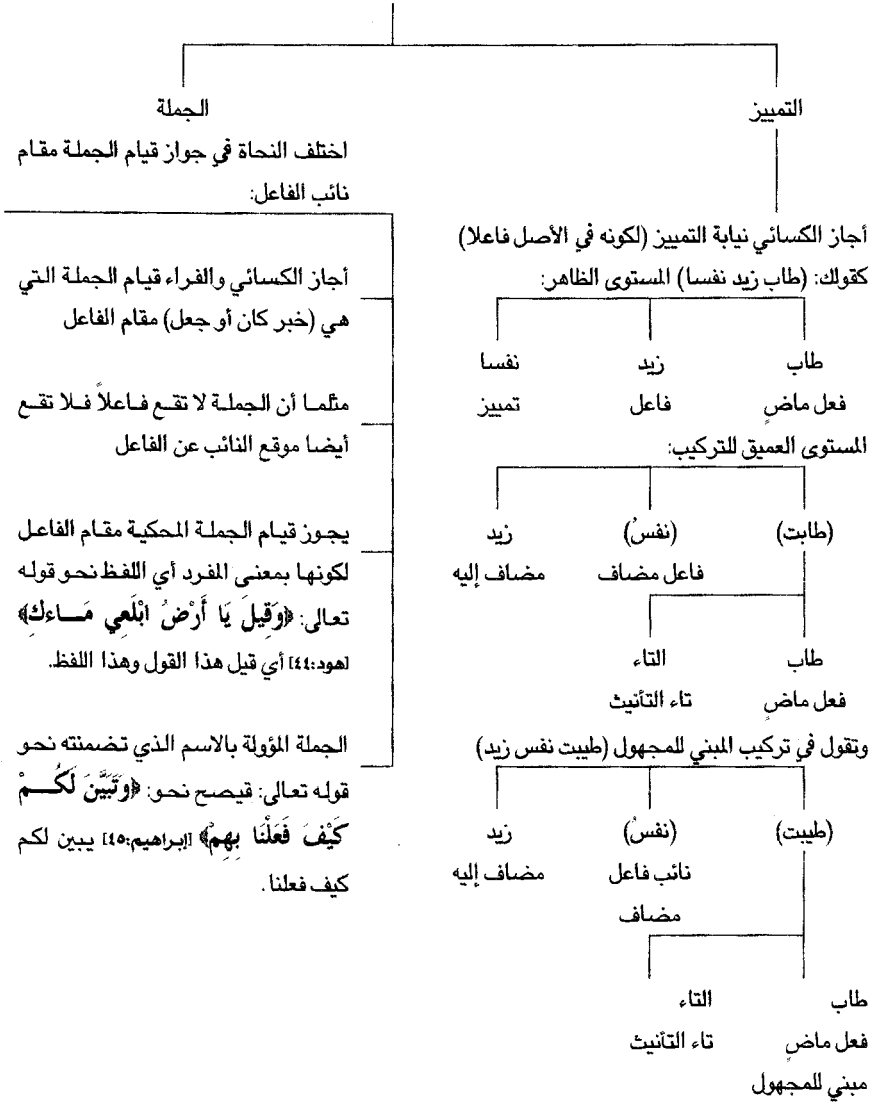 التمييز
أجاز الكسائي نيابة التمييز (لكونه في الأصل فاعلا)
كقولك: (طاب زيد نفسا) المستوى الظاهر:
طاب زيد نفسا
فعل ماضٍ فاعل تمييز
المستوى العميق للتركيب:
(طابت) (نفسُ) زيد
فاعل مضاف مضاف إليه
طاب التاء
فعل ماضٍ تاء التأنيث
وتقول في تركيب المبني للمجهول (طيبت نفس زيد)
(طيبت) (نفسُ) زيد
نائب فاعل مضاف إليه
مضاف
طاب التاء
فعل ماضٍ تاء التأنيث
مبني للمجهول
الجملة
اختلف النحاة في جواز قيام الجملة مقام
نائب الفاعل:
أجاز الكسائي والفراء قيام الجملة التي
هي (خبر كان أو جعل) مقام الفاعل
مثلما أن الجملة لا تقع فاعلاً فلا تقع
أيضا موقع النائب عن الفاعل
يجوز قيام الجملة المحكية مقام الفاعل
لكونها بمعنى المفرد أي اللفظ نحو قوله
تعالى: ﴿وَقِيلَ يَا أَرْضُ ابْلَعِي مَاءكِ﴾
[هود:٤٤] أي قيل هذا القول وهذا اللفظ.
الجملة المؤولة بالاسم الذي تضمنته نحو
قوله تعالى: فيصح نحو: ﴿وَتَبَيَّنَ لَكُمْ
كَيْفَ فَعَلْنَا بِهِمْ﴾ [إبراهيم:٤٥] يبين لكم
كيف فعلنا.